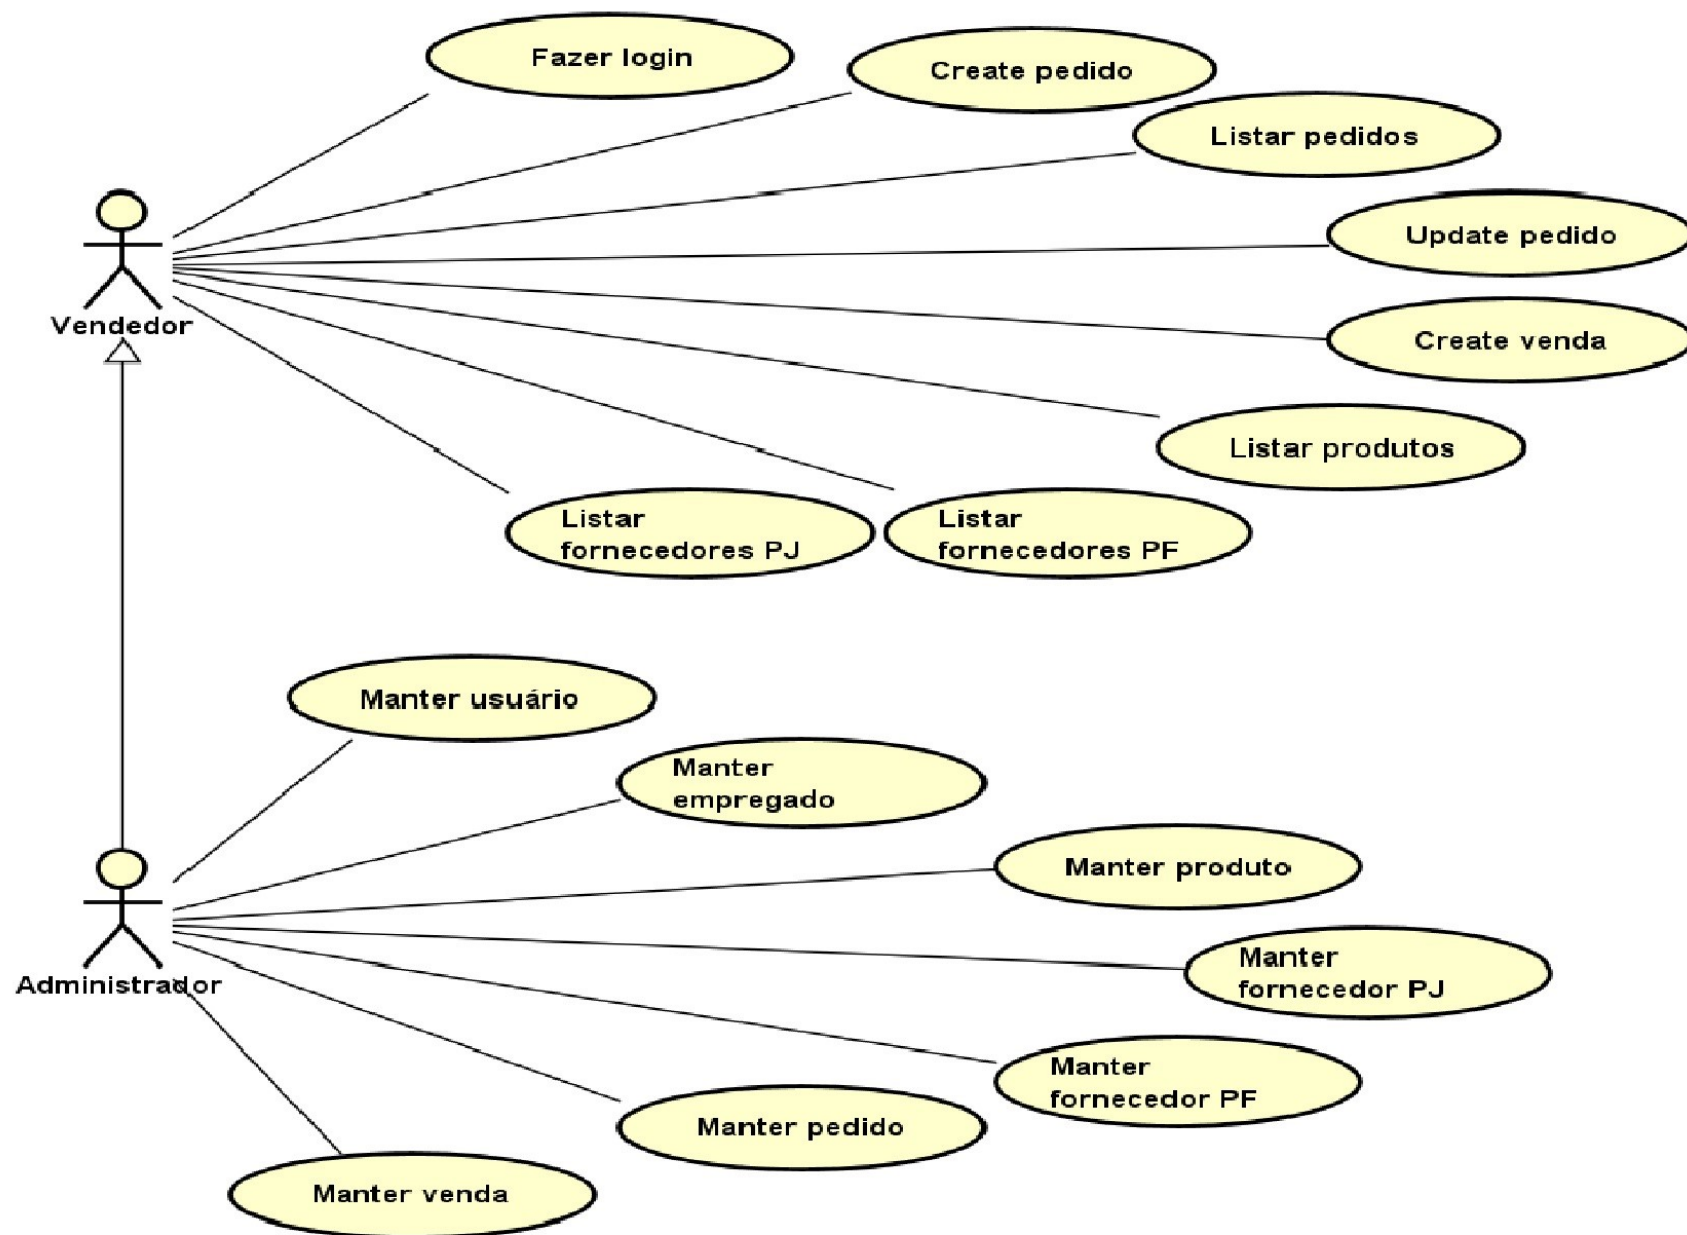 Fazer login
Create pedido
Listar pedidos
Update pedido
Vendedor
Create venda
Listar produtos
Listar
fornecedores PJ
Listar
fornecedores PF
Manter usuário
Manter
empregado
Manter produto
Manter
fornecedor PJ
Administrador
Manter
fornecedor PF
Manter pedido
Manter venda